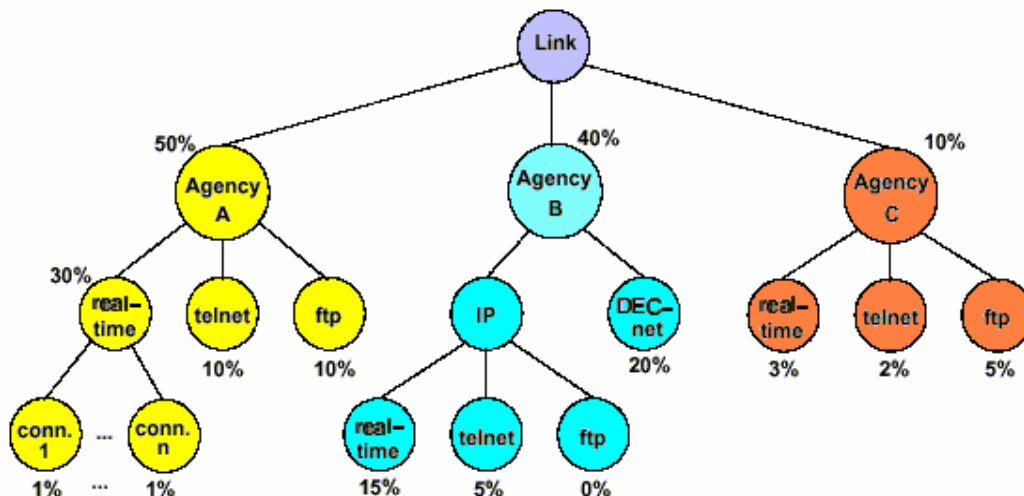 Link
50%
40%
10%
Agency
A
Agency
B
Agency
C
30%
real-
time
telnet
ftp
IP
DEC-
net
real-
time
telnet
ftp
10%
10%
20%
3%
2%
5%
conn.
1
...
conn.
n
real-
time
telnet
ftp
1%
...
1%
15%
5%
0%